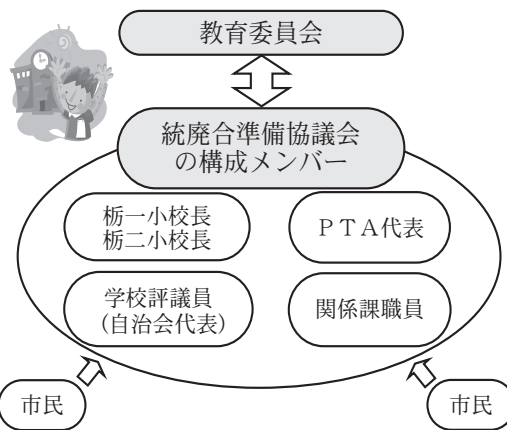 教育委員会
統廃合準備協議会
の構成メンバー
栃一小校長
栃二小校長
ＰＴＡ代表
学校評議員
(自治会代表)
関係課職員
市民
市民